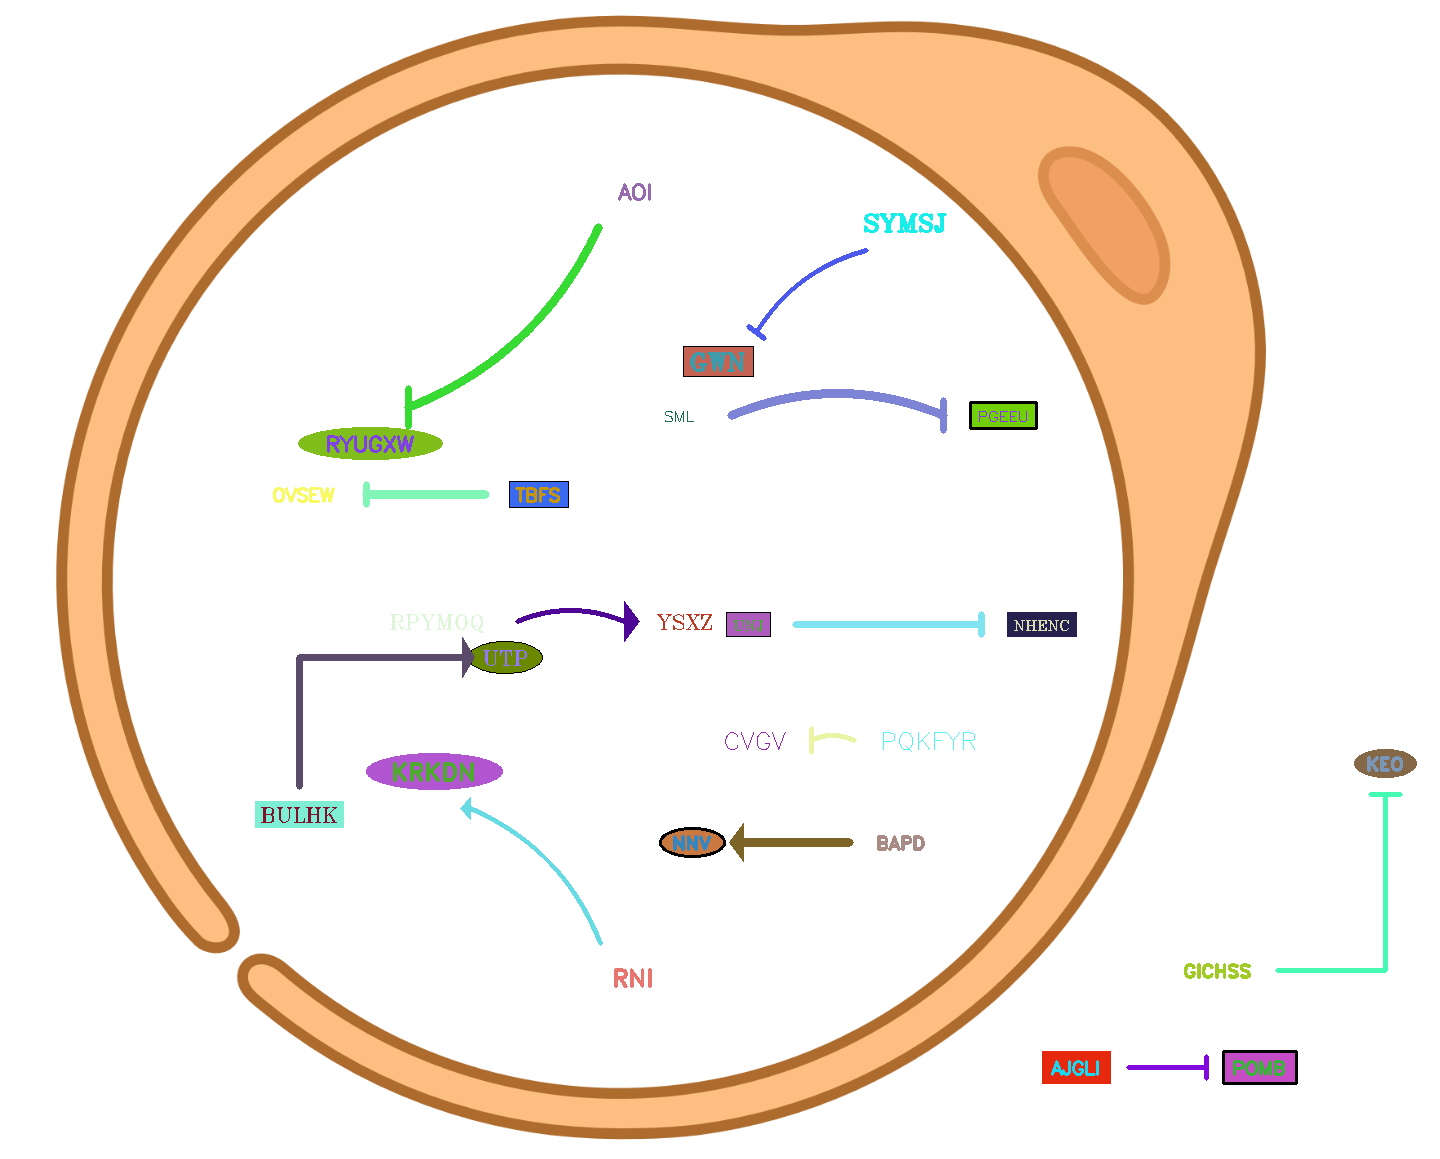 AOI
SYMSJ
GWN
SML
PGEEU
RYUGXW
OVSEW
TBFS
RPYMOQ
YSXZ
NHENC
UTP
CVGV
PQKFYR
KEO
KRKDN
BULHK
NNV
BAPD
GICHSS
RNI
AJGLI